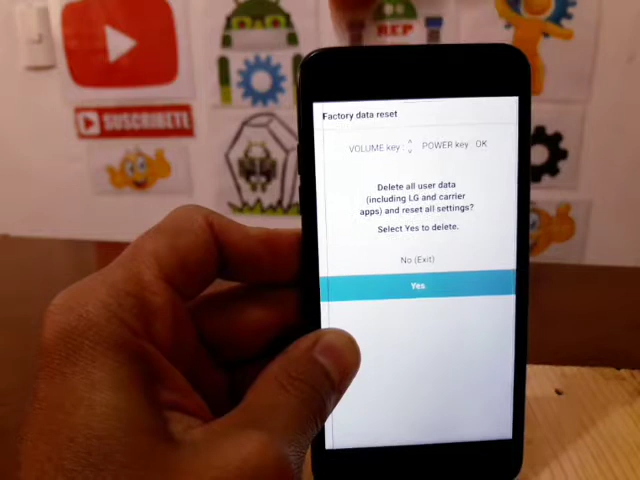 REP
SUSCRIBETE
Factory data reset
VOLUME key : POWER key OK
Delete all user data
(including LG and carrier
apps) and reset all settings?
Select Yes to delete.
No (Exit)
Yes.